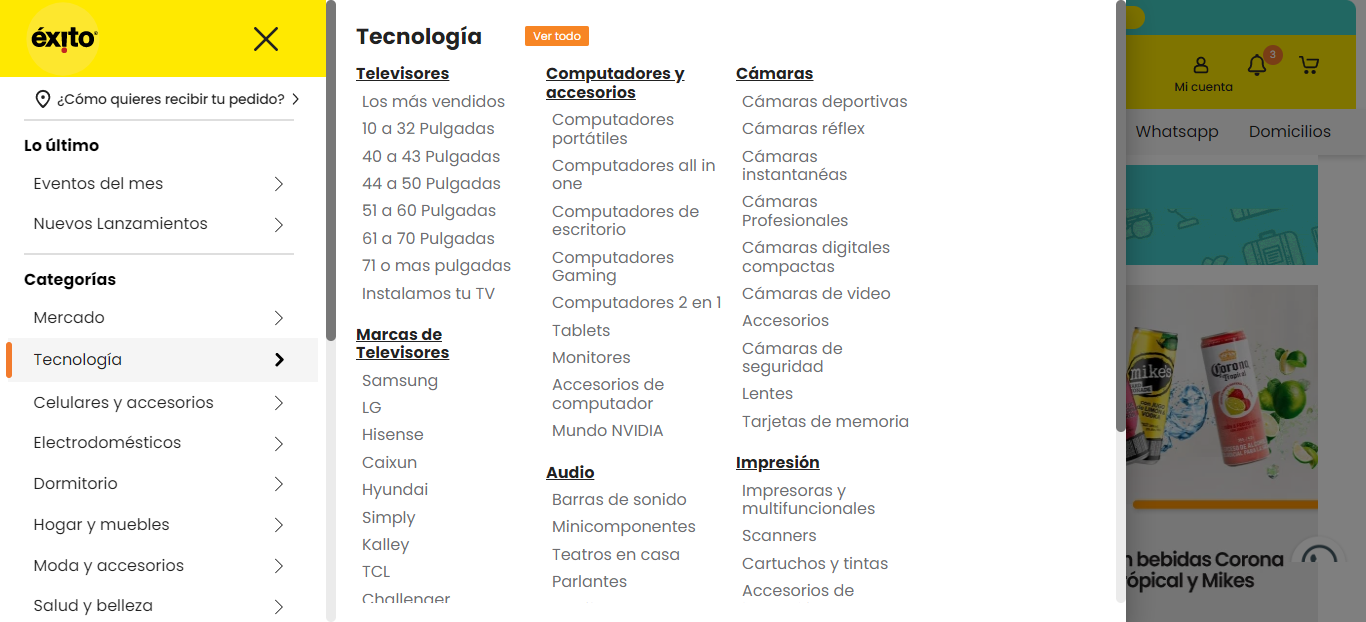 éxito
¿Cómo quieres recibir tu pedido?
Lo último
Eventos del mes
Nuevos Lanzamientos
Categorías
Mercado
Tecnología
Celulares y accesorios
Electrodomésticos
Dormitorio
Hogar y muebles
Moda y accesorios
Salud y belleza
Tecnología
Ver todo
Televisores
Los más vendidos
10 a 32 Pulgadas
40 a 43 Pulgadas
44 a 50 Pulgadas
51 a 60 Pulgadas
61 a 70 Pulgadas
71 o mas pulgadas
Instalamos tu TV
Marcas de
Televisores
Samsung
LG
Hisense
Caixun
Hyundai
Simply
Kalley
TCL
Challenger
Computadores y
accesorios
Computadores
portátiles
Computadores all in
one
Computadores de
escritorio
Computadores
Gaming
Computadores 2 en 1
Tablets
Monitores
Accesorios de
computador
Mundo NVIDIA
Audio
Barras de sonido
Minicomponentes
Teatros en casa
Parlantes
Cámaras
Cámaras deportivas
Cámaras réflex
Cámaras
instantanéas
Cámaras
Profesionales
Cámaras digitales
compactas
Cámaras de video
Accesorios
Cámaras de
seguridad
Lentes
Tarjetas de memoria
Impresión
Impresoras y
multifuncionales
Scanners
Cartuchos y tintas
Accesorios de
Mi cuenta
3
Whatsapp
Domicilios
mike's
Corona
Tropical
n bebidas Corona
rópical y Mikes